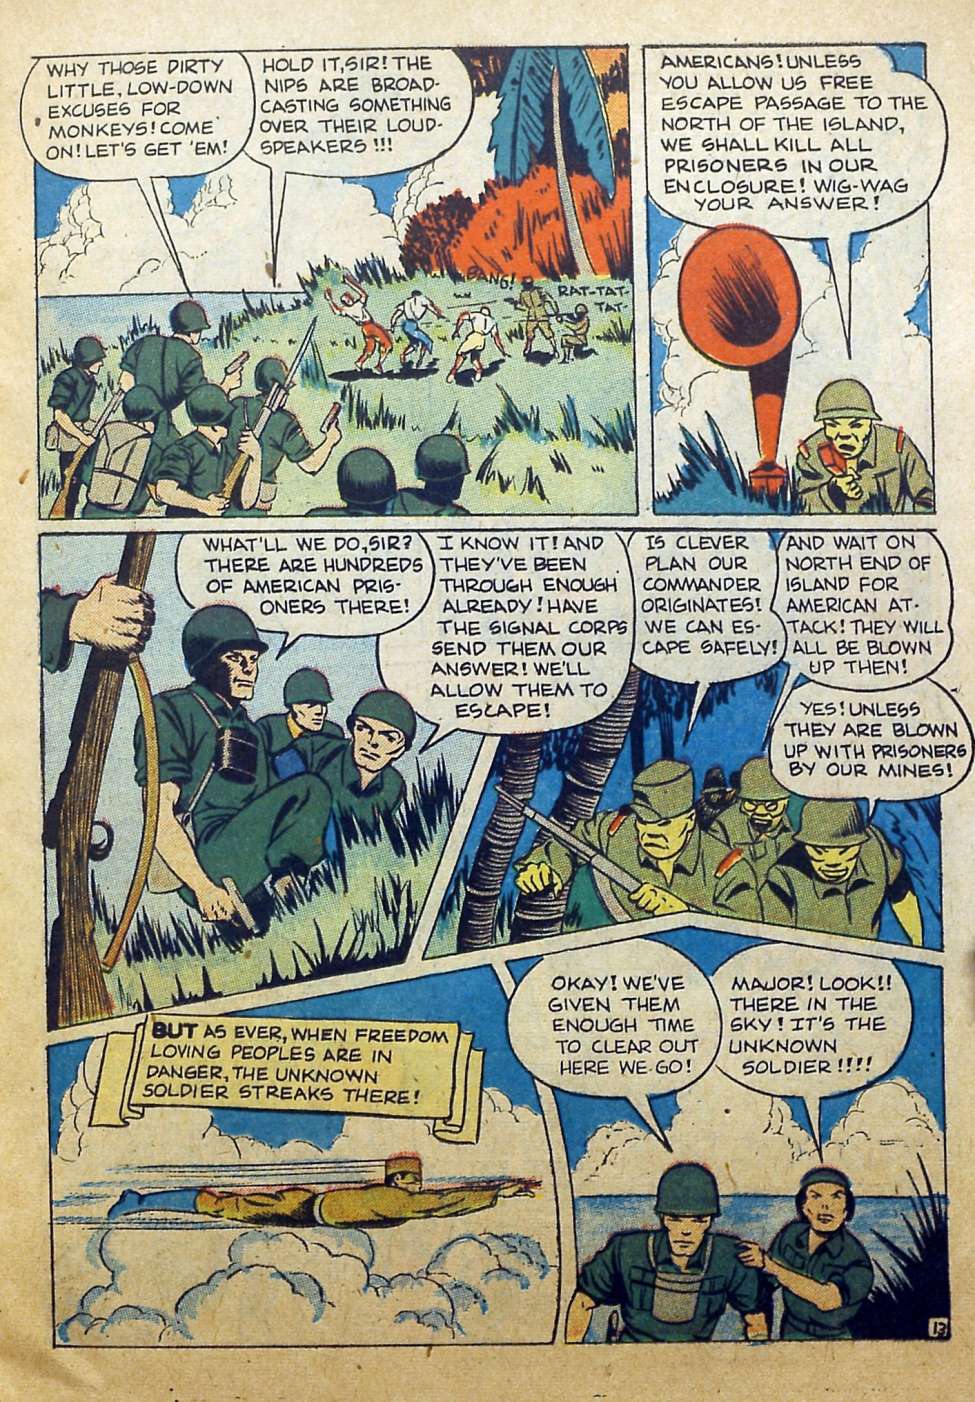 WHY THOSE DIRTY
LITTLE, LOW-DOWN
EXCUSES FOR
MONKEYS! COME
ON! LET'S GET 'EM!
HOLD IT, SIR! THE
NIPS ARE BROAD-
CASTING SOMETHING
OVER THEIR LOUD-
SPEAKERS!!!
BANG!
RAT-TAT-
TAT-
AMERICANS! UNLESS
YOU ALLOW US FREE
ESCAPE PASSAGE TO THE
NORTH OF THE ISLAND,
WE SHALL KILL ALL
PRISONERS IN OUR
ENCLOSURE! WIG-WAG
YOUR ANSWER!
WHAT'LL WE DO, SIR?
THERE ARE HUNDREDS
OF AMERICAN PRIS-
ONERS THERE!
I KNOW IT! AND
THEY'VE BEEN
THROUGH ENOUGH
ALREADY! HAVE
THE SIGNAL CORPS
SEND THEM OUR
ANSWER! WE'LL
ALLOW THEM TO
ESCAPE!
IS CLEVER
PLAN OUR
COMMANDER
ORIGINATES!
WE CAN ES-
CAPE SAFELY!
AND WAIT ON
NORTH END OF
ISLAND FOR
AMERICAN AT-
TACK! THEY WILL
ALL BE BLOWN
UP THEN!
YES! UNLESS
THEY ARE BLOWN
UP WITH PRISONERS
BY OUR MINES!
BUT AS EVER, WHEN FREEDOM
LOVING PEOPLES ARE IN
DANGER, THE UNKNOWN
SOLDIER STREAKS THERE!
OKAY! WE'VE
GIVEN THEM
ENOUGH TIME
TO CLEAR OUT
HERE WE GO!
MAJOR! LOOK!!
THERE IN THE
SKY! IT'S THE
UNKNOWN
SOLDIER!!!!
13